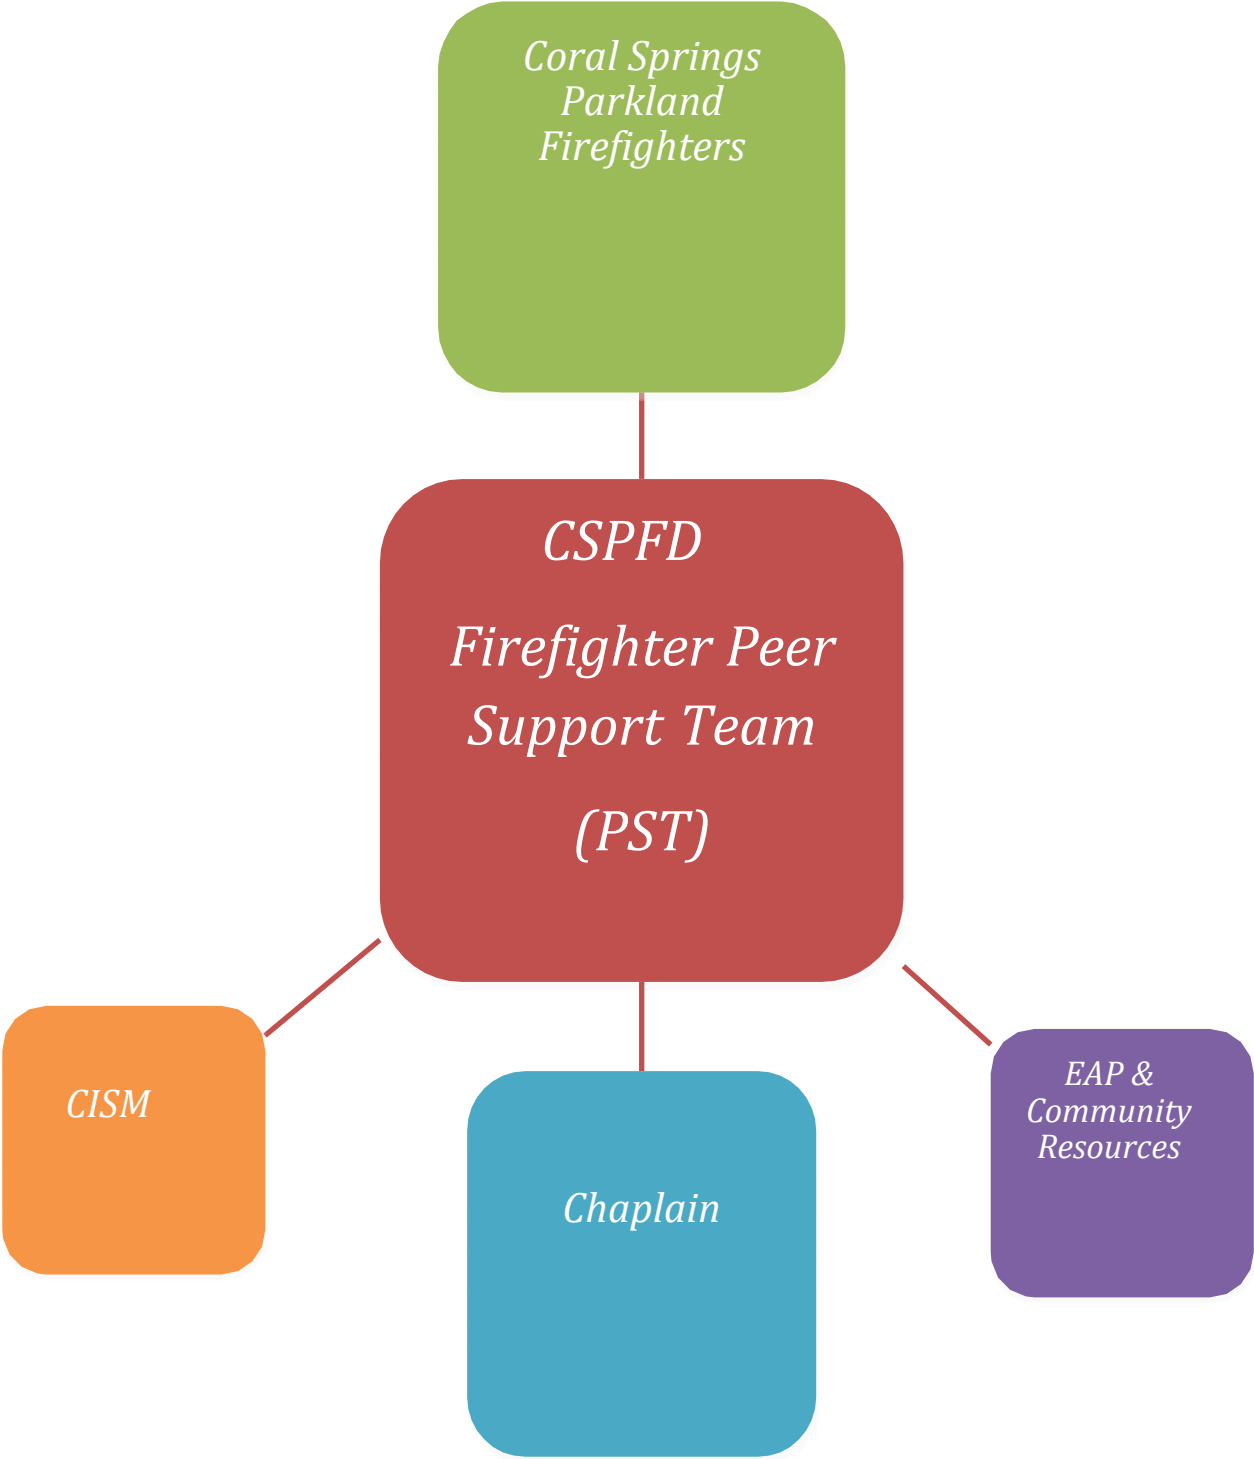 Coral Springs
Parkland
Firefighters
CSPFD
Firefighter Peer
Support Team
(PST)
CISM
Chaplain
EAP &
Community
Resources